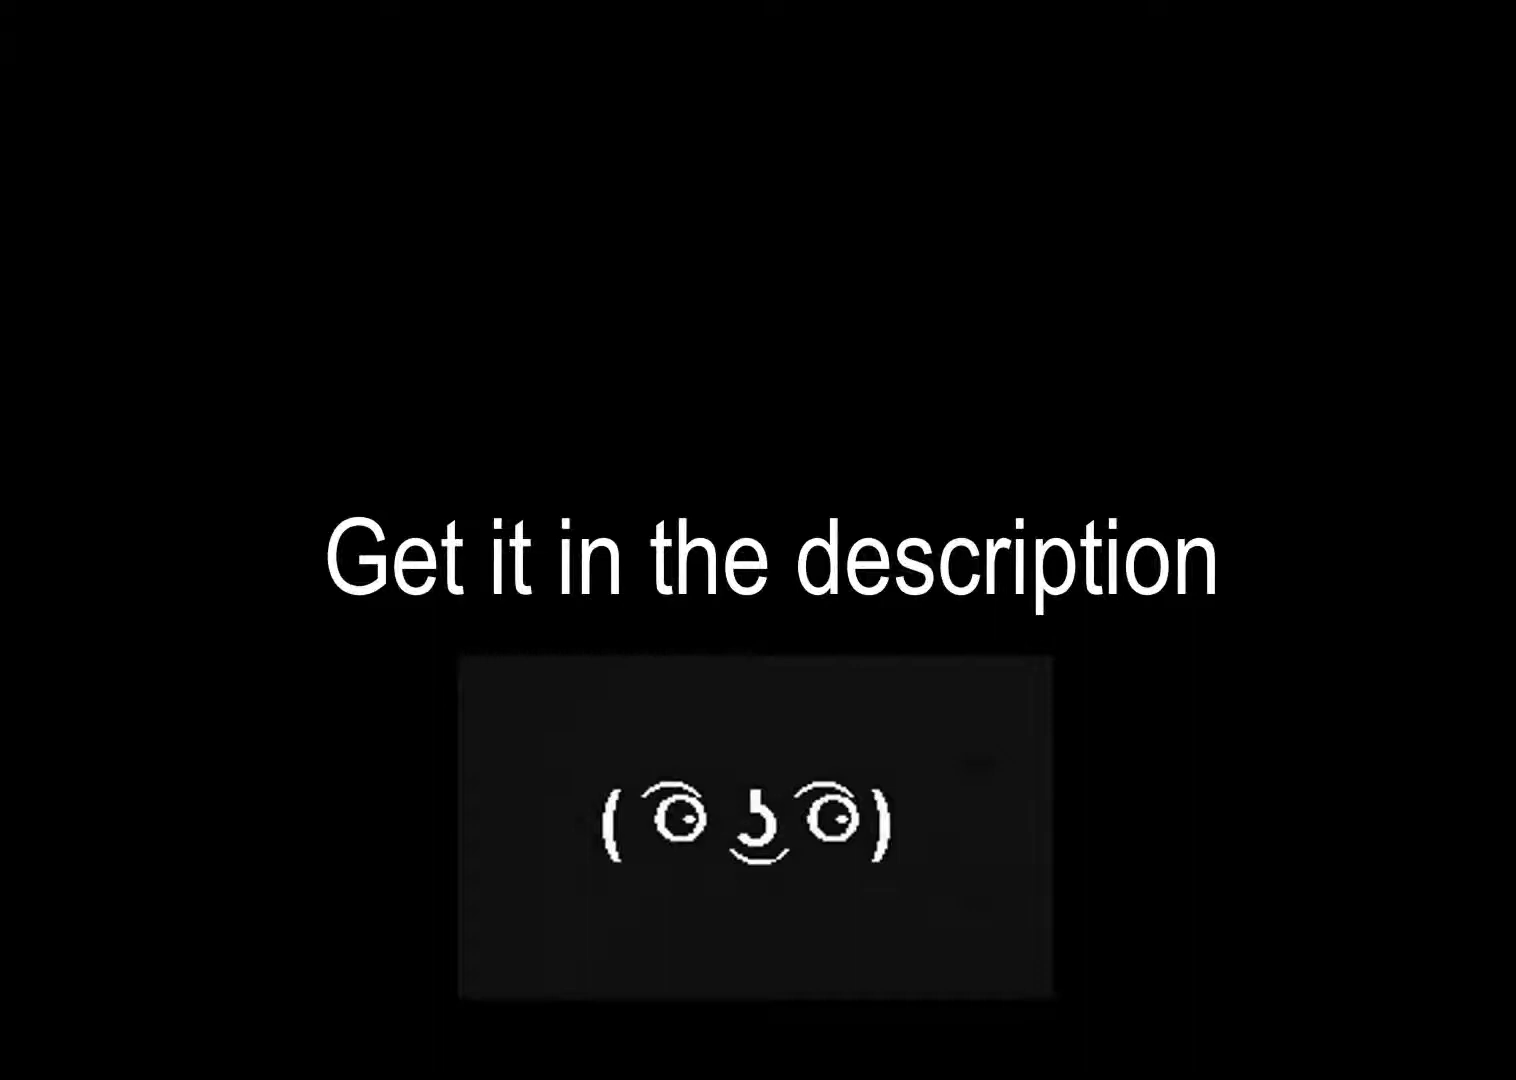 Get it in the description
( ͡ʘ ͜ʖ ͡ʘ)